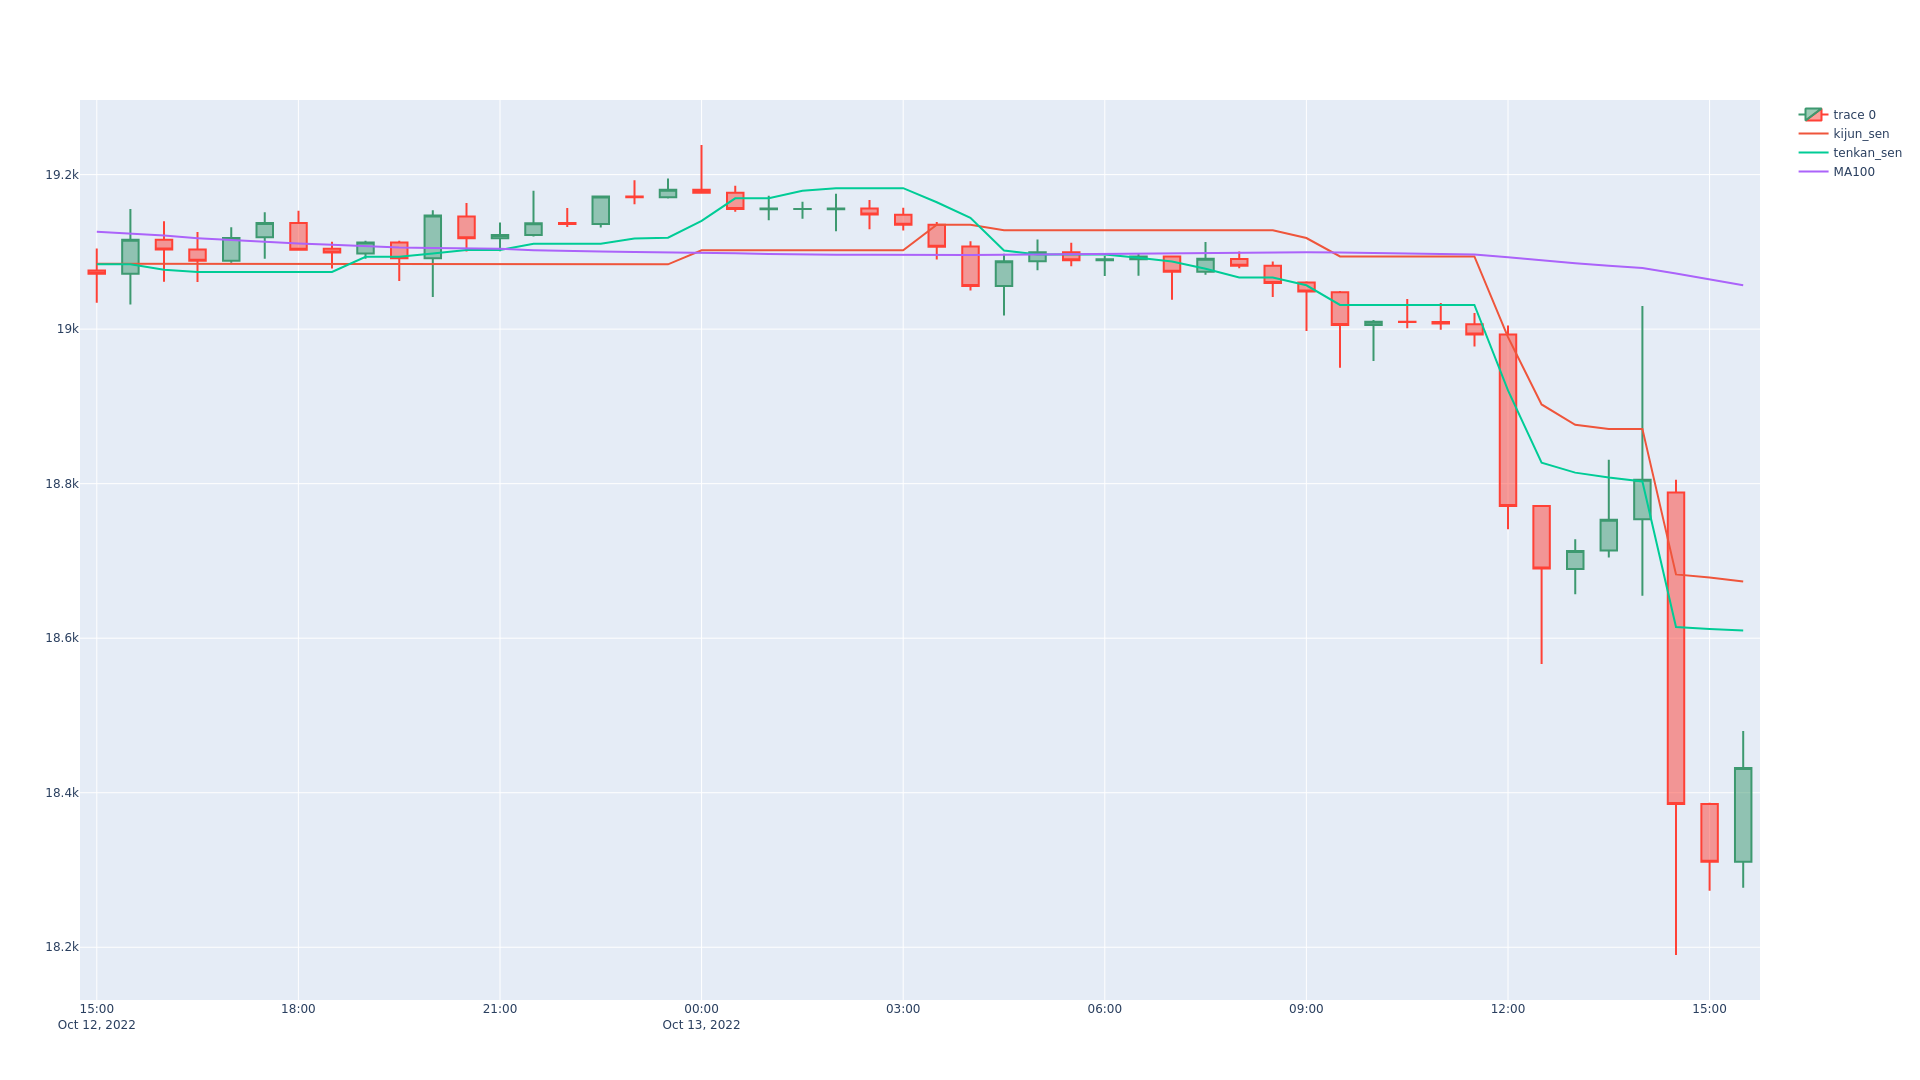 trace 0
kijun_sen
tenkan_sen
MA100
19.2k
19k
18.8k
18.6k
18.4k
18.2k
15:00 18:00 21:00 00:00 03:00 06:00 09:00 12:00 15:00
Oct 12, 2022 Oct 13, 2022